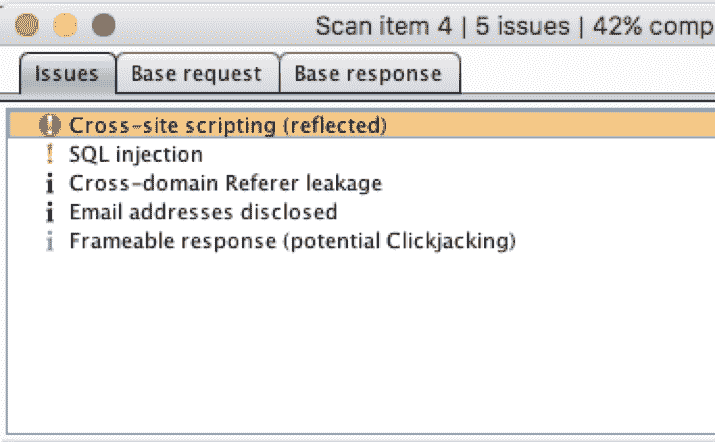 Scan item 4 | 5 issues | 42% comp
Issues Base request Base response
Cross-site scripting (reflected)
SQL injection
Cross-domain Referer leakage
Email addresses disclosed
Frameable response (potential Clickjacking)